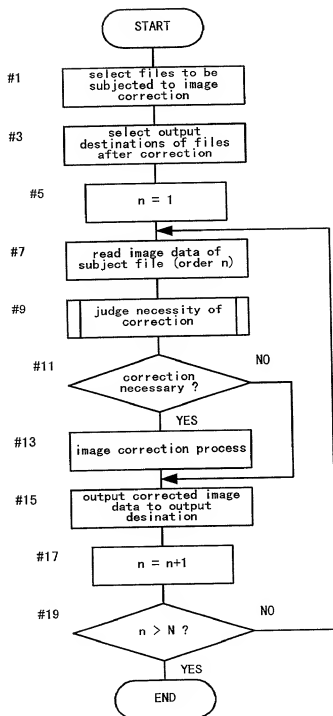 START
#1
select files to be
subjected to image
correction
#3
select output
destinations of files
after correction
#5
n = 1
#7
read image data of
subject file (order n)
#9
judge necessity of
correction
#11
correction
necessary ?
NO
YES
#13
image correction process
#15
output corrected image
data to output
desination
#17
n = n+1
#19
n > N ?
NO
YES
END